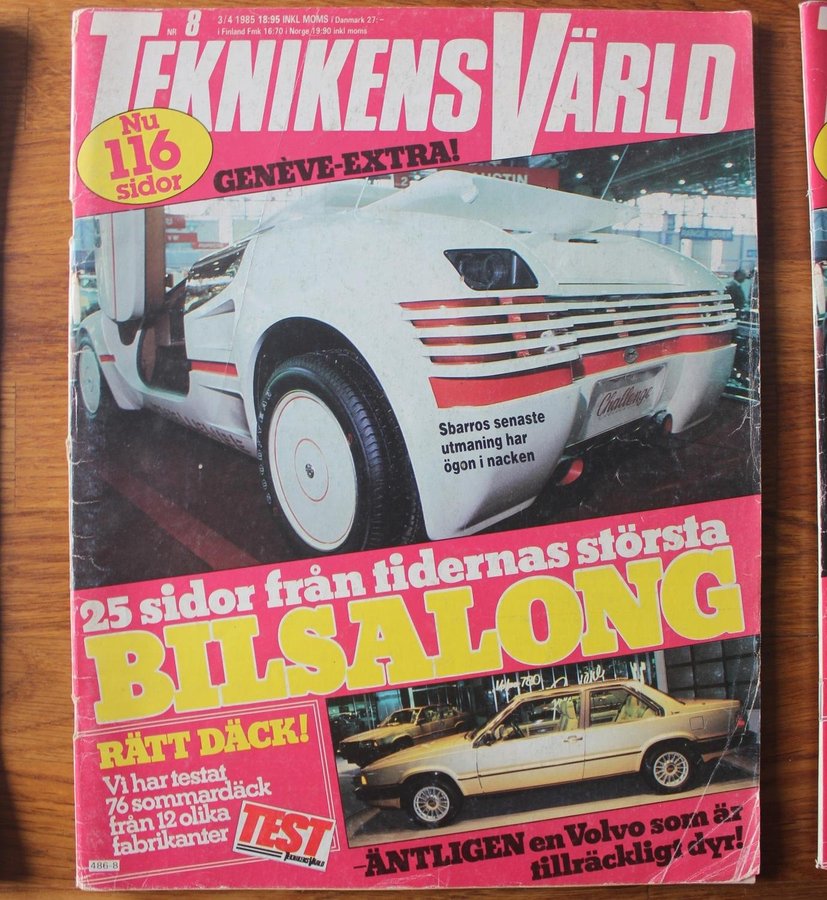 NR 8
3/4 1985 18:95 INKL MOMS / Danmark 27:-
i Finland Fmk 16:70 i Norge 19:90 inkl moms
TEKNIKENS VÄRLD
Nu
116
sidor
GENÈVE-EXTRA!
AUSTIN
Challenge
Sbarros senaste
utmaning har
ögon i nacken
25 sidor från tidernas största
BILSALONG
RÄTT DÄCK!
Vi har testat
76 sommardäck
från 12 olika
fabrikanter
TEST
TEKNIKENS VÄRLD
486-8
-ÄNTLIGEN en Volvo som är
tillräckligt dyr!